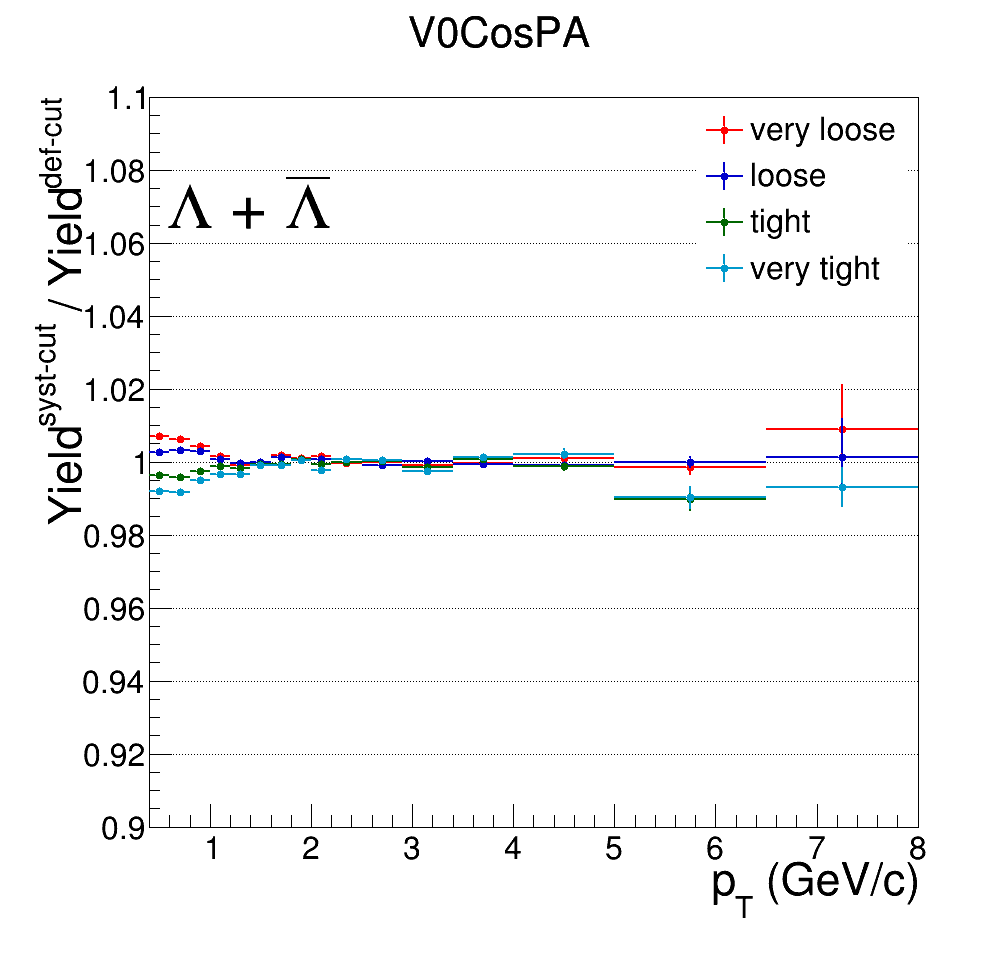 V0CosPA
Yield^syst-cut / Yield^def-cut
1.1
1.08
1.06
1.04
1.02
1
0.98
0.96
0.94
0.92
0.9
Λ + Λ̅
very loose
loose
tight
very tight
1 2 3 4 5 6 7 8
p_T (GeV/c)